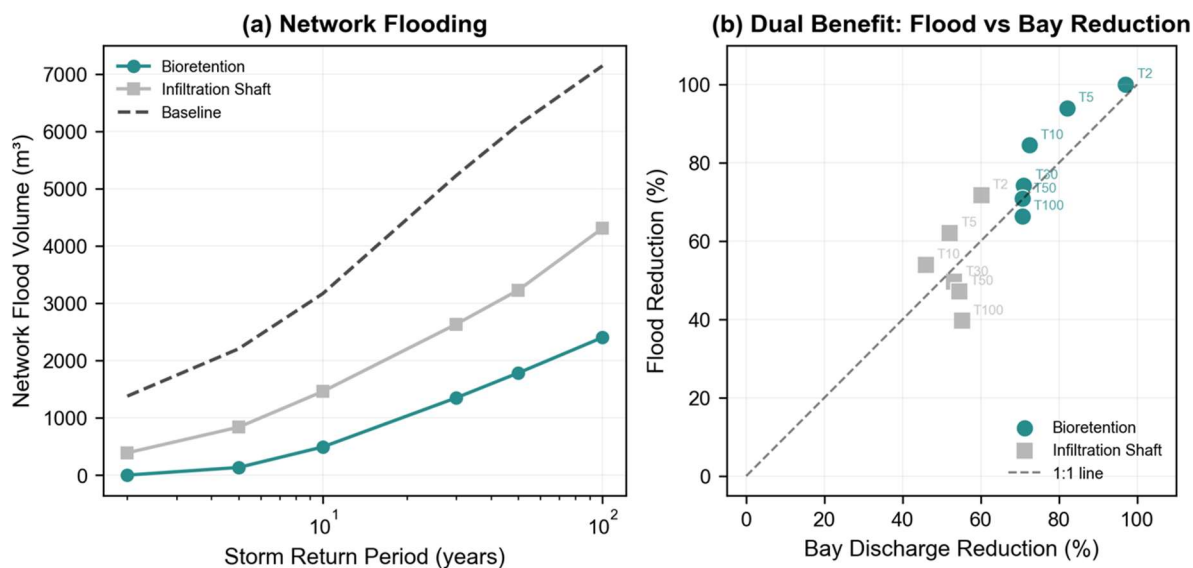 (a) Network Flooding
Bioretention
Infiltration Shaft
Baseline
Network Flood Volume (m³)
7000
6000
5000
4000
3000
2000
1000
0
10¹
10²
Storm Return Period (years)
(b) Dual Benefit: Flood vs Bay Reduction
Flood Reduction (%)
100
80
60
40
20
0
T2
T5
T10
T30
T50
T100
T2
T5
T10
T30
T50
T100
Bioretention
Infiltration Shaft
1:1 line
0
20
40
60
80
100
Bay Discharge Reduction (%)